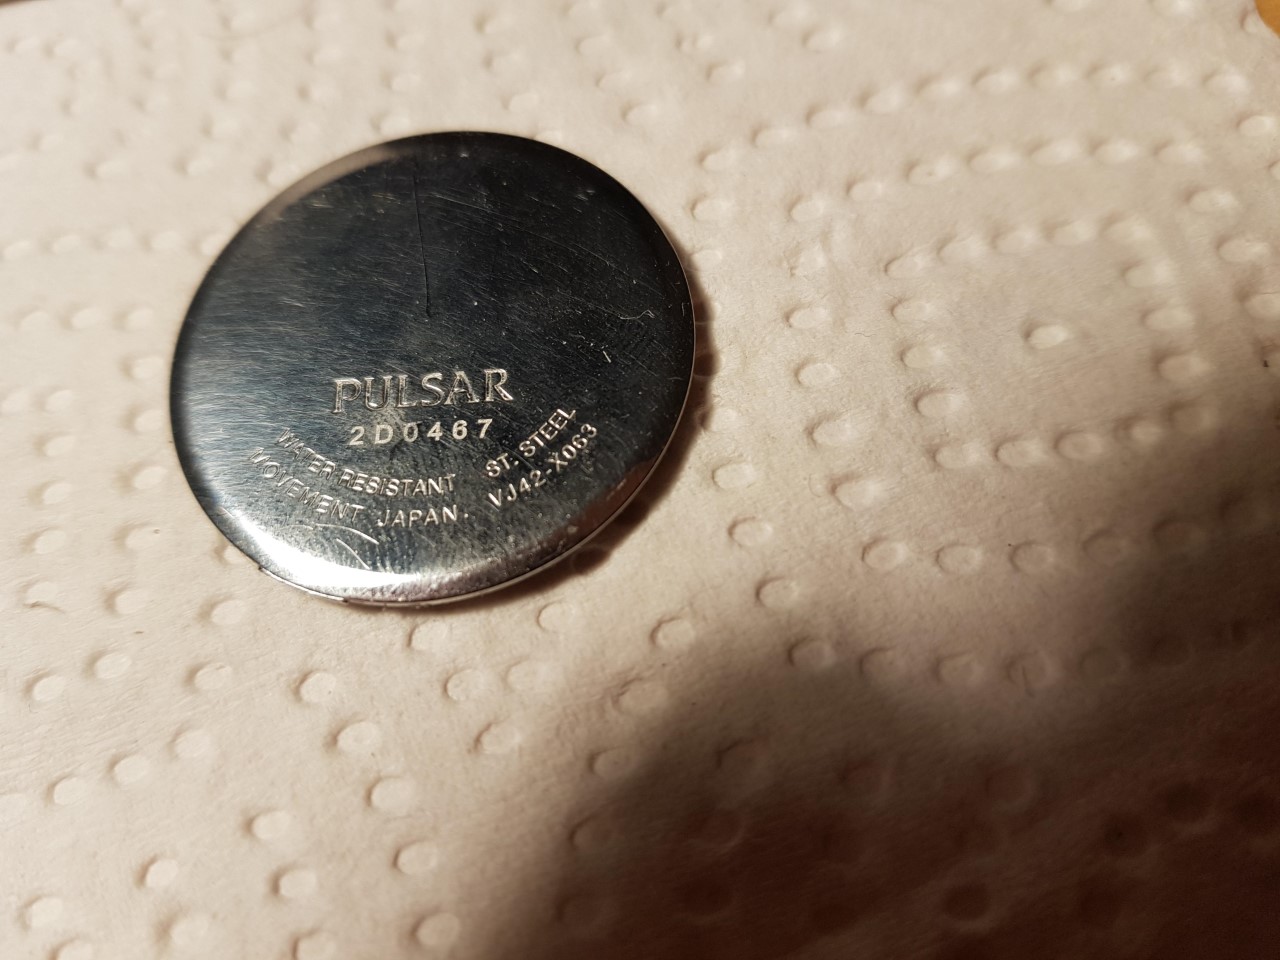 PULSAR
2D0467
WATER RESISTANT ST. STEEL
MOVEMENT JAPAN. VJ42-X063